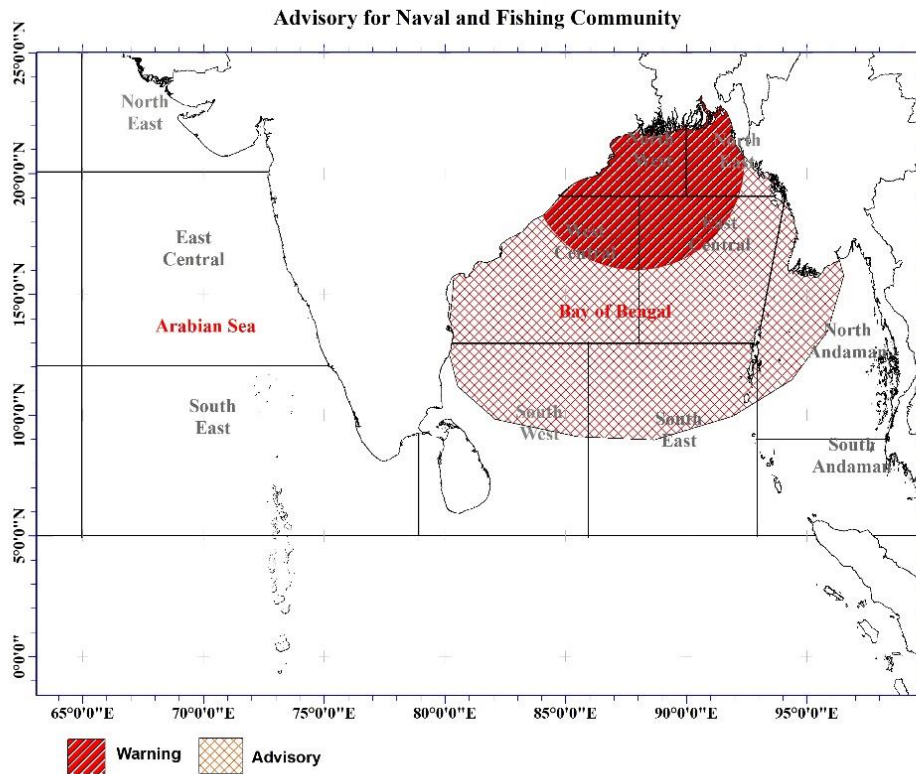 Advisory for Naval and Fishing Community
25°0'0"N
20°0'0"N
15°0'0"N
10°0'0"N
5°0'0"N
0°0'0"
North
East
East
Central
Arabian Sea
South
East
North
West
North
East
West
Central
East
Central
Bay of Bengal
South
West
South
East
North
Andaman
South
Andaman
65°0'0"E
70°0'0"E
75°0'0"E
80°0'0"E
85°0'0"E
90°0'0"E
95°0'0"E
Warning
Advisory